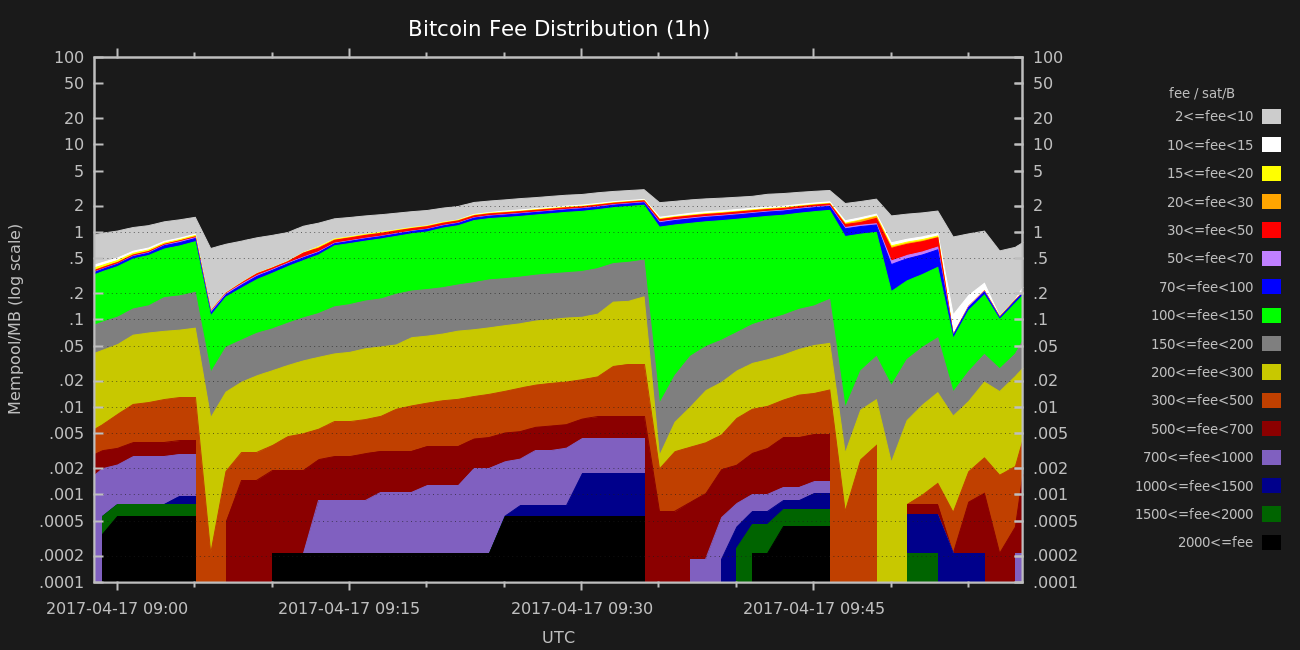 Bitcoin Fee Distribution (1h)
Mempool/MB (log scale)
100
50
20
10
5
2
1
.5
.2
.1
.05
.02
.01
.005
.002
.001
.0005
.0002
.0001
100
50
20
10
5
2
1
.5
.2
.1
.05
.02
.01
.005
.002
.001
.0005
.0002
.0001
fee / sat/B
2<=fee<10
10<=fee<15
15<=fee<20
20<=fee<30
30<=fee<50
50<=fee<70
70<=fee<100
100<=fee<150
150<=fee<200
200<=fee<300
300<=fee<500
500<=fee<700
700<=fee<1000
1000<=fee<1500
1500<=fee<2000
2000<=fee
2017-04-17 09:00
2017-04-17 09:15
2017-04-17 09:30
2017-04-17 09:45
UTC